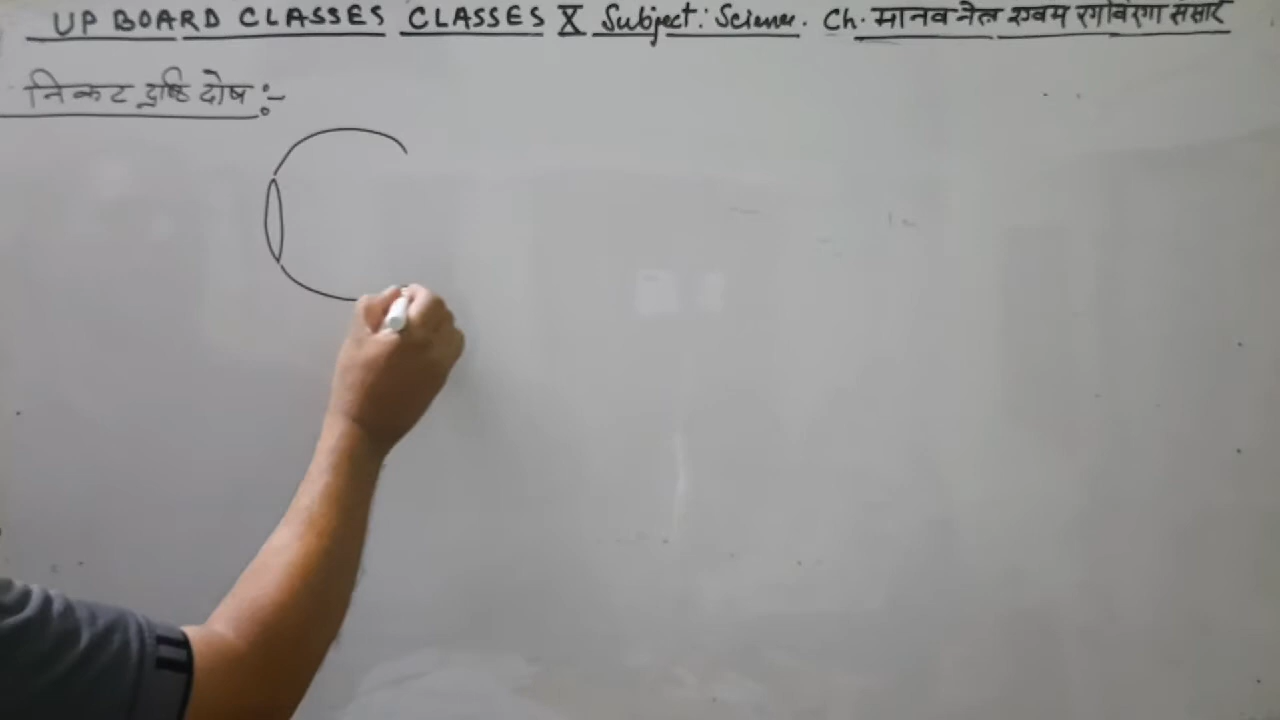 UP BOARD CLASSES CLASSES X Subject: Science. Ch. मानव नेत्र एवम रंगबिरंगा संसार
निकट दृष्टि दोष :-